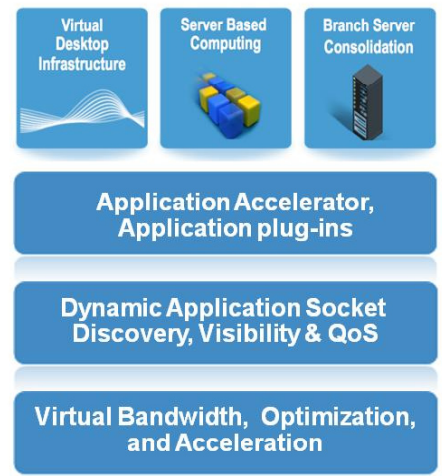 Virtual
Desktop
Infrastructure
Server Based
Computing
Branch Server
Consolidation
Application Accelerator,
Application plug-ins
Dynamic Application Socket
Discovery, Visibility & QoS
Virtual Bandwidth, Optimization,
and Acceleration